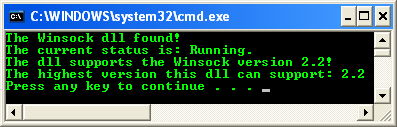 C:\WINDOWS\system32\cmd.exe
The Winsock dll found!
The current status is: Running.
The dll supports the Winsock version 2.2!
The highest version this dll can support: 2.2
Press any key to continue . . . _